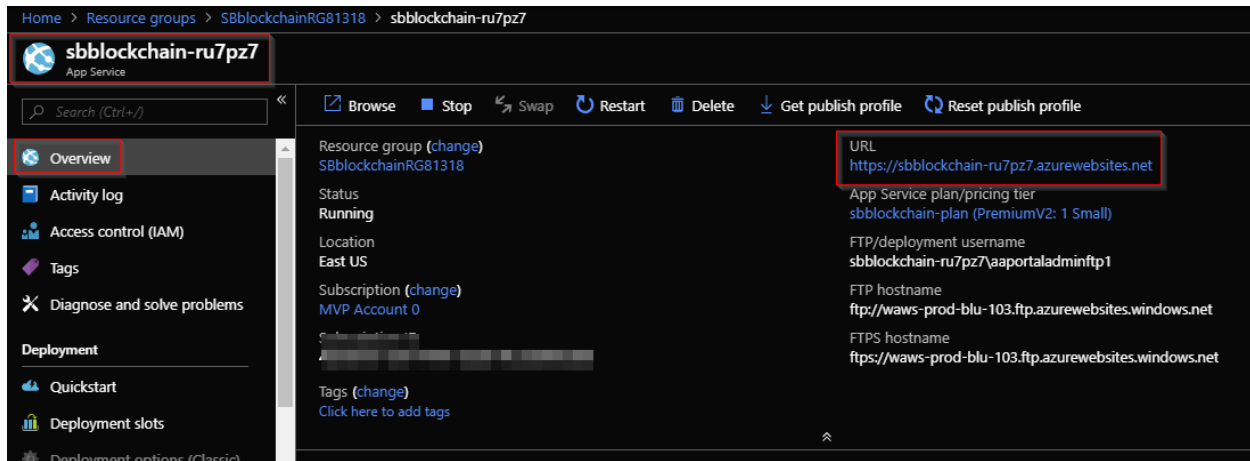 Home > Resource groups > SBblockchainRG81318 > sbblockchain-ru7pz7
sbblockchain-ru7pz7
App Service
Search (Ctrl+/)
«
Browse Stop Swap Restart Delete Get publish profile Reset publish profile
Overview
Activity log
Access control (IAM)
Tags
Diagnose and solve problems
Deployment
Quickstart
Deployment slots
Deployment options (Classic)
Resource group (change)
SBblockchainRG81318
Status
Running
Location
East US
Subscription (change)
MVP Account 0
Tags (change)
Click here to add tags
URL
https://sbblockchain-ru7pz7.azurewebsites.net
App Service plan/pricing tier
sbblockchain-plan (PremiumV2: 1 Small)
FTP/deployment username
sbblockchain-ru7pz7\aaportaladminftp1
FTP hostname
ftp://waws-prod-blu-103.ftp.azurewebsites.windows.net
FTPS hostname
ftps://waws-prod-blu-103.ftp.azurewebsites.windows.net